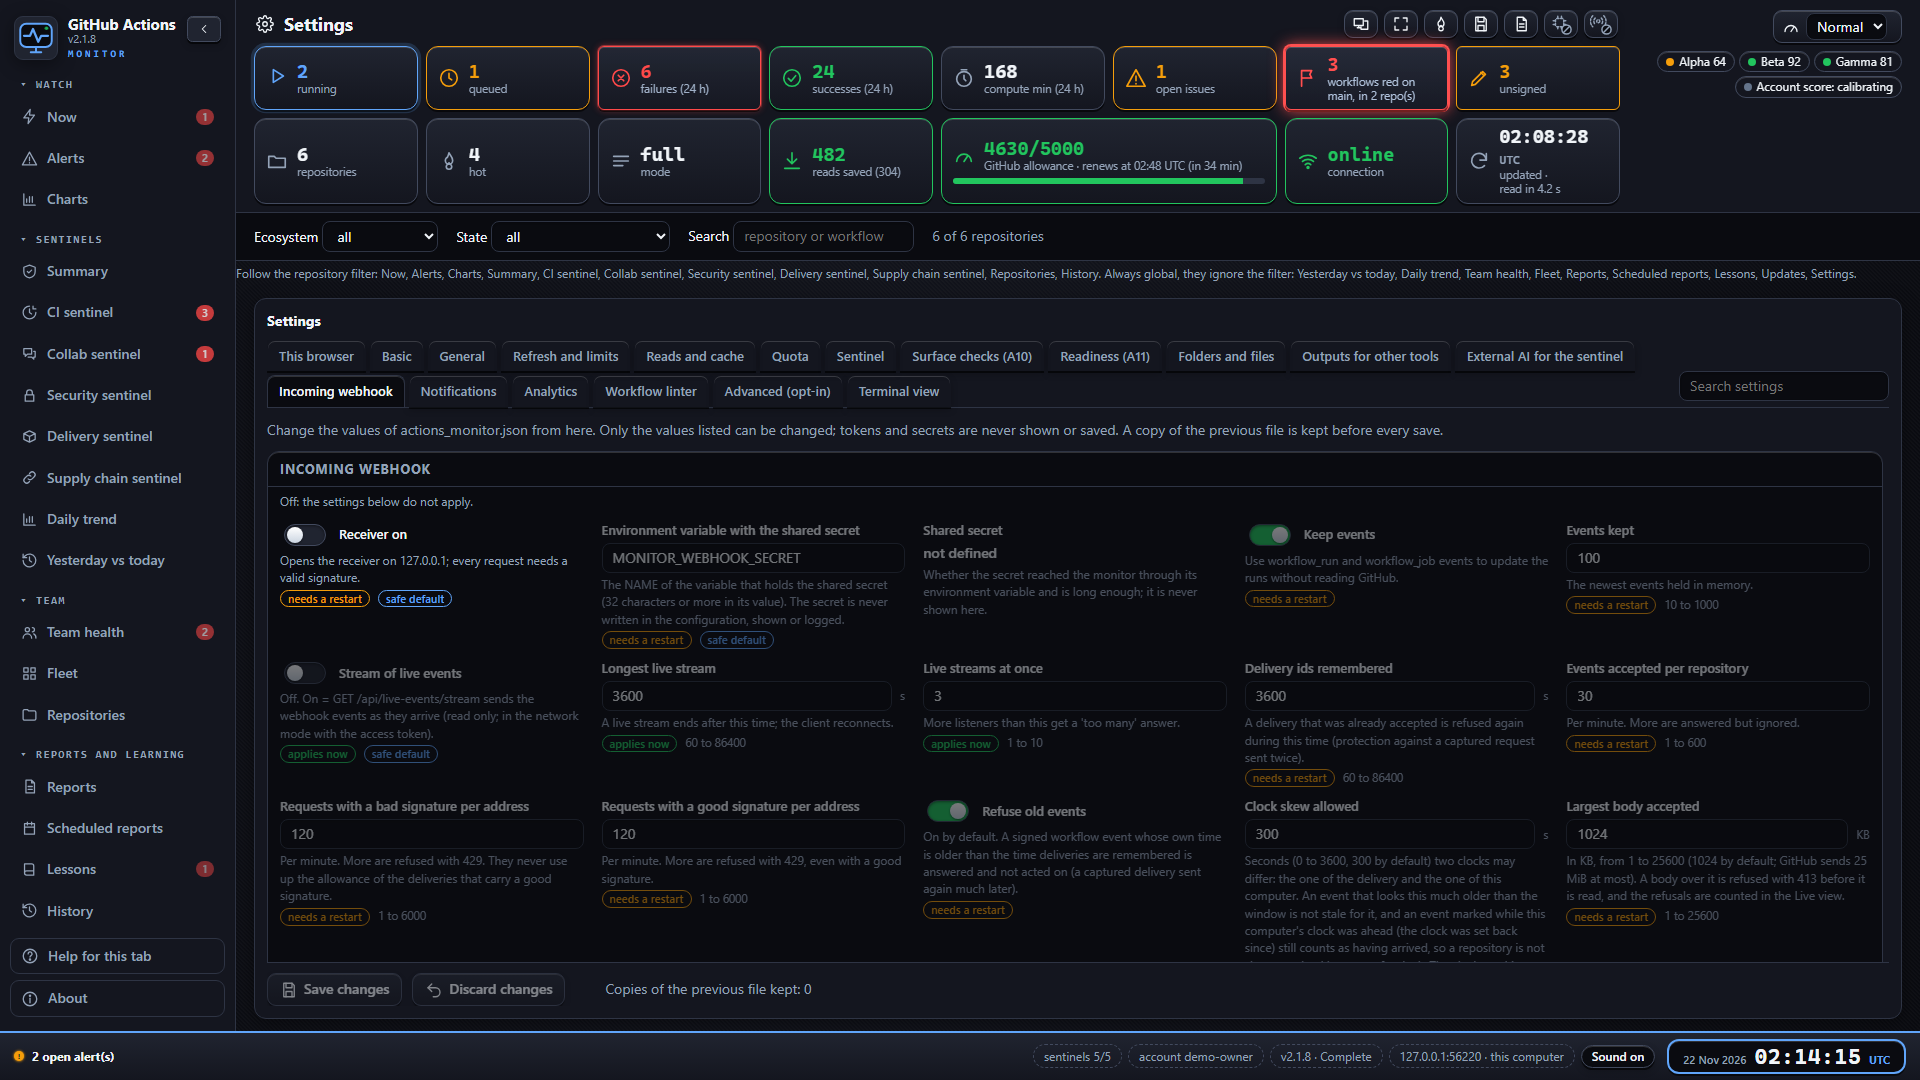 GitHub Actions
v2.1.8
MONITOR
WATCH
Now 1
Alerts 2
Charts
SENTINELS
Summary
CI sentinel 3
Collab sentinel 1
Security sentinel
Delivery sentinel
Supply chain sentinel
Daily trend
Yesterday vs today
TEAM
Team health 2
Fleet
Repositories
REPORTS AND LEARNING
Reports
Scheduled reports
Lessons 1
History
Help for this tab
About
Settings
Normal
2
running
1
queued
6
failures (24 h)
24
successes (24 h)
168
compute min (24 h)
1
open issues
3
workflows red on
main, in 2 repo(s)
3
unsigned
Alpha 64
Beta 92
Gamma 81
Account score: calibrating
6
repositories
4
hot
full
mode
482
reads saved (304)
4630/5000
GitHub allowance · renews at 02:48 UTC (in 34 min)
online
connection
02:08:28
UTC
updated ·
read in 4.2 s
Ecosystem all State all Search repository or workflow 6 of 6 repositories
Follow the repository filter: Now, Alerts, Charts, Summary, CI sentinel, Collab sentinel, Security sentinel, Delivery sentinel, Supply chain sentinel, Repositories, History. Always global, they ignore the filter: Yesterday vs today, Daily trend, Team health, Fleet, Reports, Scheduled reports, Lessons, Updates, Settings.
Settings
This browser Basic General Refresh and limits Reads and cache Quota Sentinel Surface checks (A10) Readiness (A11) Folders and files Outputs for other tools External AI for the sentinel
Incoming webhook Notifications Analytics Workflow linter Advanced (opt-in) Terminal view
Search settings
Change the values of actions_monitor.json from here. Only the values listed can be changed; tokens and secrets are never shown or saved. A copy of the previous file is kept before every save.
INCOMING WEBHOOK
Off: the settings below do not apply.
Receiver on
Opens the receiver on 127.0.0.1; every request needs a
valid signature.
needs a restart safe default
Environment variable with the shared secret
MONITOR_WEBHOOK_SECRET
The NAME of the variable that holds the shared secret
(32 characters or more in its value). The secret is never
written in the configuration, shown or logged.
needs a restart safe default
Shared secret
not defined
Whether the secret reached the monitor through its
environment variable and is long enough; it is never
shown here.
Keep events
Use workflow_run and workflow_job events to update the
runs without reading GitHub.
needs a restart
Events kept
100
The newest events held in memory.
needs a restart 10 to 1000
Stream of live events
Off. On = GET /api/live-events/stream sends the
webhook events as they arrive (read only; in the network
mode with the access token).
applies now safe default
Longest live stream
3600 s
A live stream ends after this time; the client reconnects.
applies now 60 to 86400
Live streams at once
3
More listeners than this get a 'too many' answer.
applies now 1 to 10
Delivery ids remembered
3600 s
A delivery that was already accepted is refused again
during this time (protection against a captured request
sent twice).
needs a restart 60 to 86400
Events accepted per repository
30
Per minute. More are answered but ignored.
needs a restart 1 to 600
Requests with a bad signature per address
120
Per minute. More are refused with 429. They never use
up the allowance of the deliveries that carry a good
signature.
needs a restart 1 to 6000
Requests with a good signature per address
120
Per minute. More are refused with 429, even with a good
signature.
needs a restart 1 to 6000
Refuse old events
On by default. A signed workflow event whose own time
is older than the time deliveries are remembered is
answered and not acted on (a captured delivery sent
again much later).
needs a restart
Clock skew allowed
300 s
Seconds (0 to 3600, 300 by default) two clocks may
differ: the one of the delivery and the one of this
computer. An event that looks this much older than the
window is not stale for it, and an event marked while this
computer's clock was ahead (the clock was set back
since) still counts as having arrived, so a repository is not
Largest body accepted
1024 KB
In KB, from 1 to 25600 (1024 by default; GitHub sends 25
MiB at most). A body over it is refused with 413 before it
is read, and the refusals are counted in the Live view.
needs a restart 1 to 25600
Save changes Discard changes Copies of the previous file kept: 0
2 open alert(s)
sentinels 5/5 account demo-owner v2.1.8 · Complete 127.0.0.1:56220 · this computer Sound on 22 Nov 2026 02:14:15 UTC